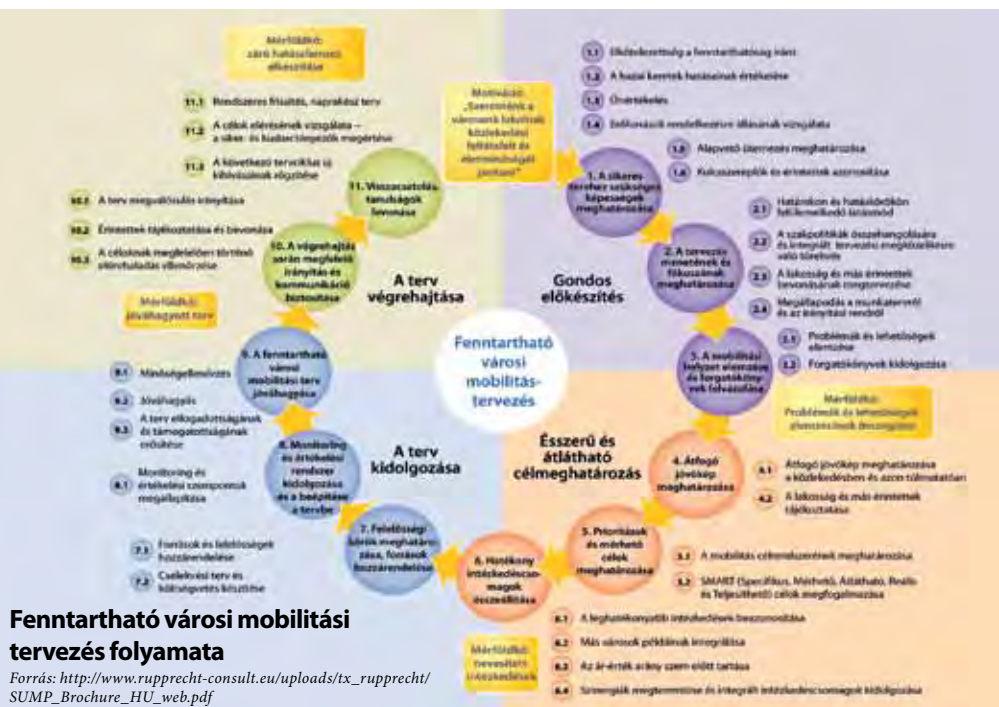 Mérföldkő:
záró hatáselemzés
elkészítése
11.1 Rendszeres frissítés, naprakész terv
11.2 A célok elérésének vizsgálata –
a siker- és kudarctényezők megértése
11.3 A következő tervciklus új
kihívásainak rögzítése
11. Visszacsatolás,
tanulságok
levonása
10.1 A terv megvalósulás irányítása
10.2 Érintettek tájékoztatása és bevonása
10.3 A céloknak megfelelően történő
előrehaladás ellenőrzése
10. A végrehajtás
során megfelelő
irányítás és
kommunikáció
biztosítása
A terv
végrehajtása
Mérföldkő:
jóváhagyott terv
Motiváció:
„Szeretnénk a
városunk lakóinak
közlekedési
feltételeit és
életminőségét
javítani”
1.1 Elkötelezettség a fenntarthatóság iránt
1.2 A hazai keretek hatásainak értékelése
1.3 Önértékelés
1.4 Erőforrások rendelkezésre állásának vizsgálata
1.5 Alapvető ütemezés meghatározása
1.6 Kulcsszereplők és érintettek azonosítása
1. A sikeres
tervhez szükséges
képességek
meghatározása
2.1 Határokon és hatáskörökön
felülemelkedő látásmód
2.2 A szakpolitikák összehangolására
és integrált tervezési megközelítésre
való törekvés
2.3 A lakosság és más érintettek
bevonásának megtervezése
2.4 Megállapodás a munkatervről
és az irányítási rendről
2. A tervezés
menetének és
fókuszának
meghatározása
Gondos
előkészítés
3.1 Problémák és lehetőségek
elemzése
3.2 Forgatókönyvek kidolgozása
3. A mobilitási
helyzet elemzése
és forgatóköny-
vek felvázolása
Mérföldkő:
Problémák és lehetőségek
elemzésének
Fenntartható
városi
mobilitás-
tervezés
Ésszerű és
átlátható
célmeghatározás
4. Átfogó
jövőkép
meghatározása
4.1 Átfogó jövőkép meghatározása
a közlekedésben és azon túlmutatóan
4.2 A lakosság és más érintettek
tájékoztatása
5. Prioritások
és mérhető
célok
meghatározása
5.1 A mobilitás célrendszerének meghatározása
5.2 SMART (Specifikus, Mérhető, Átlátható, Reális
és Teljesíthető) célok megfogalmazása
6. Hatékony
intézkedéscso-
magok
összeállítása
6.1 A leghatékonyabb intézkedések beazonosítása
6.2 Más városok példáinak integrálása
6.3 Az ár-érték arány szem előtt tartása
6.4 Szinergiák megteremtése és integrált intézkedéscsomagok kidolgozása
Mérföldkő:
nevesített
intézkedések
A terv
kidolgozása
7. Felelősségi
körök meghatáro-
zása, források
hozzárendelése
7.1 Források és felelősségek
hozzárendelése
7.2 Cselekvési terv és
költségvetés készítése
8. Monitoring
és értékelési
rendszer
kidolgozása
és a beépítése
a tervbe
8.1 Monitoring és
értékelési szempontok
megállapítása
9. A fenntartható
városi
mobilitási terv
jóváhagyása
9.1 Minőségellenőrzés
9.2 Jóváhagyás
9.3 A terv elfogadottságának
és támogatottságának
erősítése
Fenntartható városi mobilitási
tervezés folyamata
Forrás: http://www.rupprecht-consult.eu/uploads/tx_rupprecht/
SUMP_Brochure_HU_web.pdf